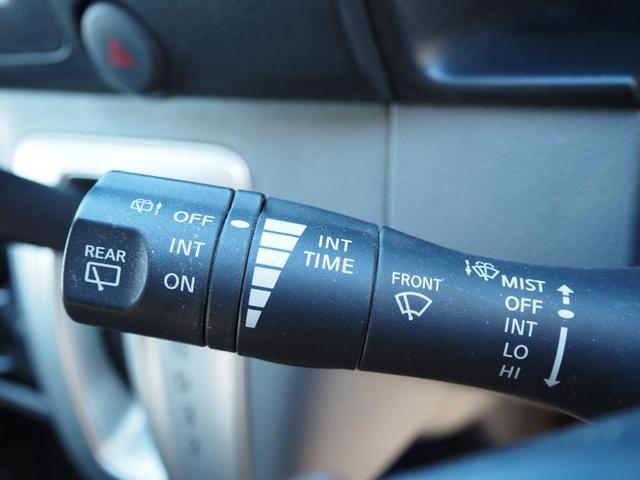 REAR
OFF
INT
ON
INT
TIME
FRONT
MIST
OFF
INT
LO
HI